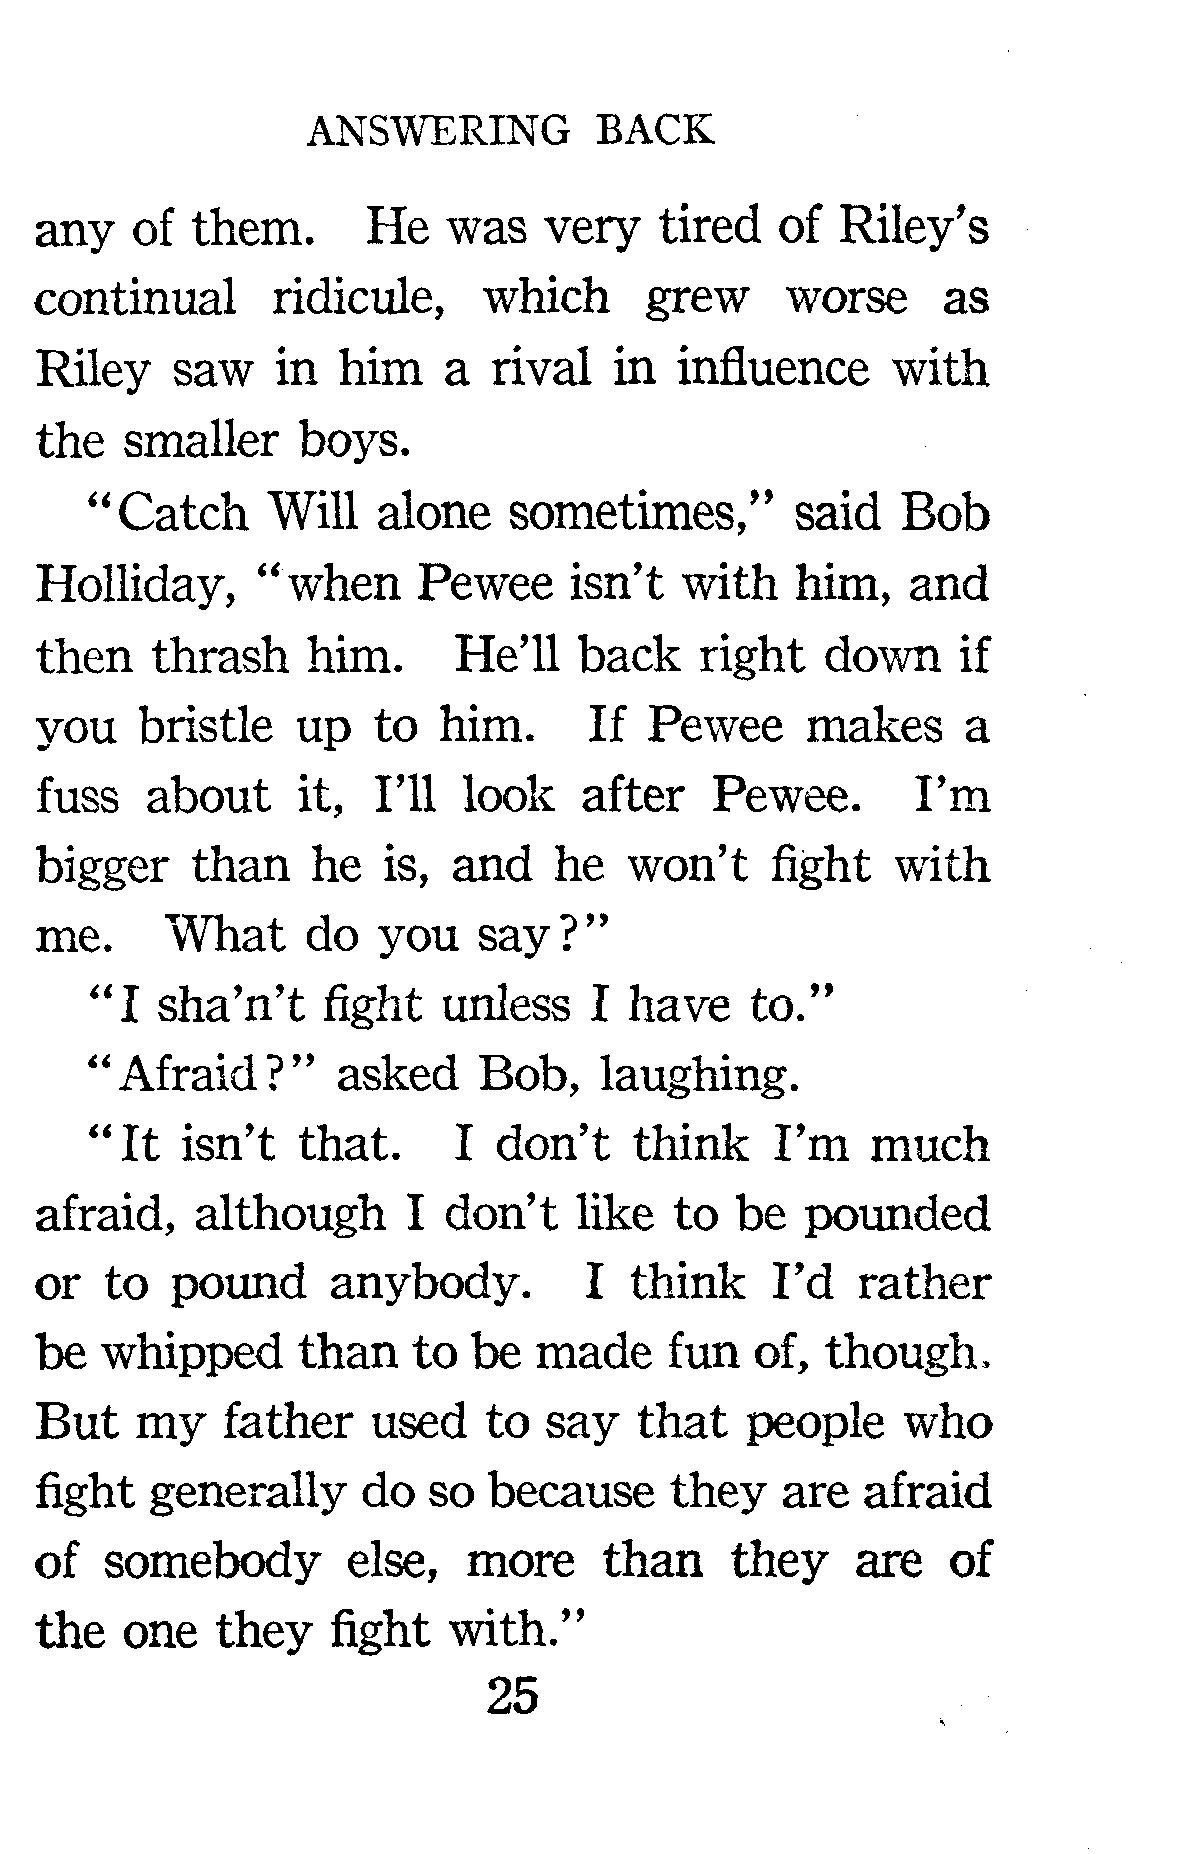 ANSWERING BACK
any of them. He was very tired of Riley's
continual ridicule, which grew worse as
Riley saw in him a rival in influence with
the smaller boys.
"Catch Will alone sometimes," said Bob
Holliday, "when Pewee isn't with him, and
then thrash him. He'll back right down if
you bristle up to him. If Pewee makes a
fuss about it, I'll look after Pewee. I'm
bigger than he is, and he won't fight with
me. What do you say?"
"I sha'n't fight unless I have to."
"Afraid?" asked Bob, laughing.
"It isn't that. I don't think I'm much
afraid, although I don't like to be pounded
or to pound anybody. I think I'd rather
be whipped than to be made fun of, though.
But my father used to say that people who
fight generally do so because they are afraid
of somebody else, more than they are of
the one they fight with."
25